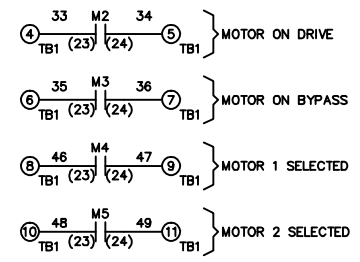 33 M2 34
4 5 MOTOR ON DRIVE
TB1 (23) (24) TB1
35 M3 36
6 7 MOTOR ON BYPASS
TB1 (23) (24) TB1
46 M4 47
8 9 MOTOR 1 SELECTED
TB1 (23) (24) TB1
48 M5 49
10 11 MOTOR 2 SELECTED
TB1 (23) (24) TB1